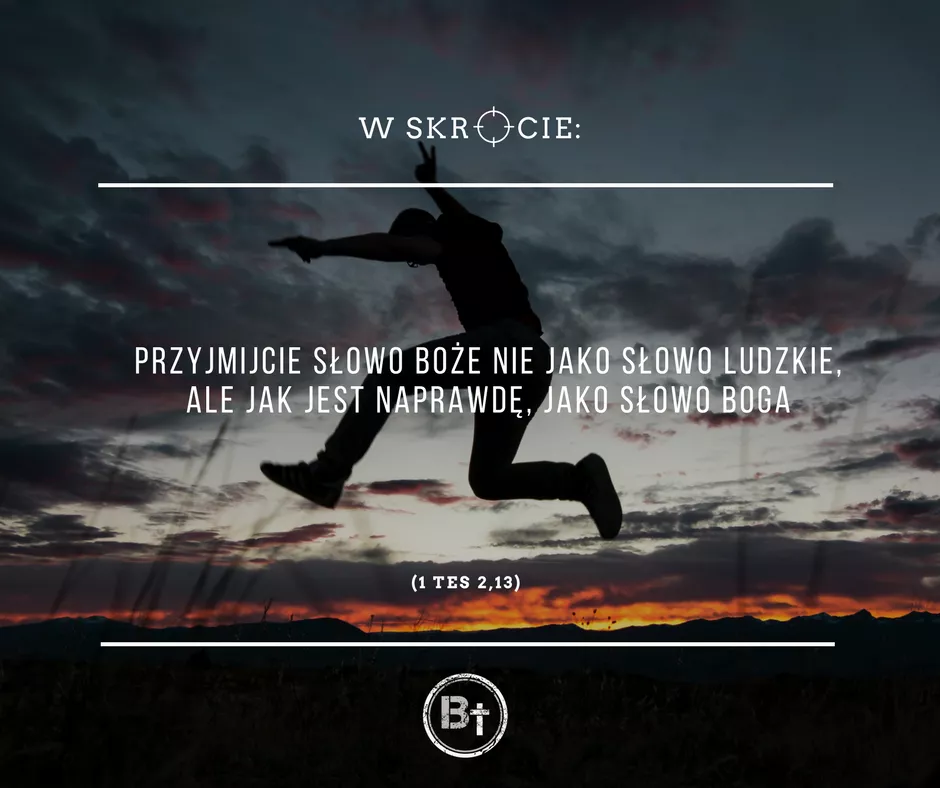 W SKRÓCIE:
PRZYJMIJCIE SŁOWO BOŻE NIE JAKO SŁOWO LUDZKIE,
ALE JAK JEST NAPRAWDĘ, JAKO SŁOWO BOGA
(1 TES 2,13)
B†